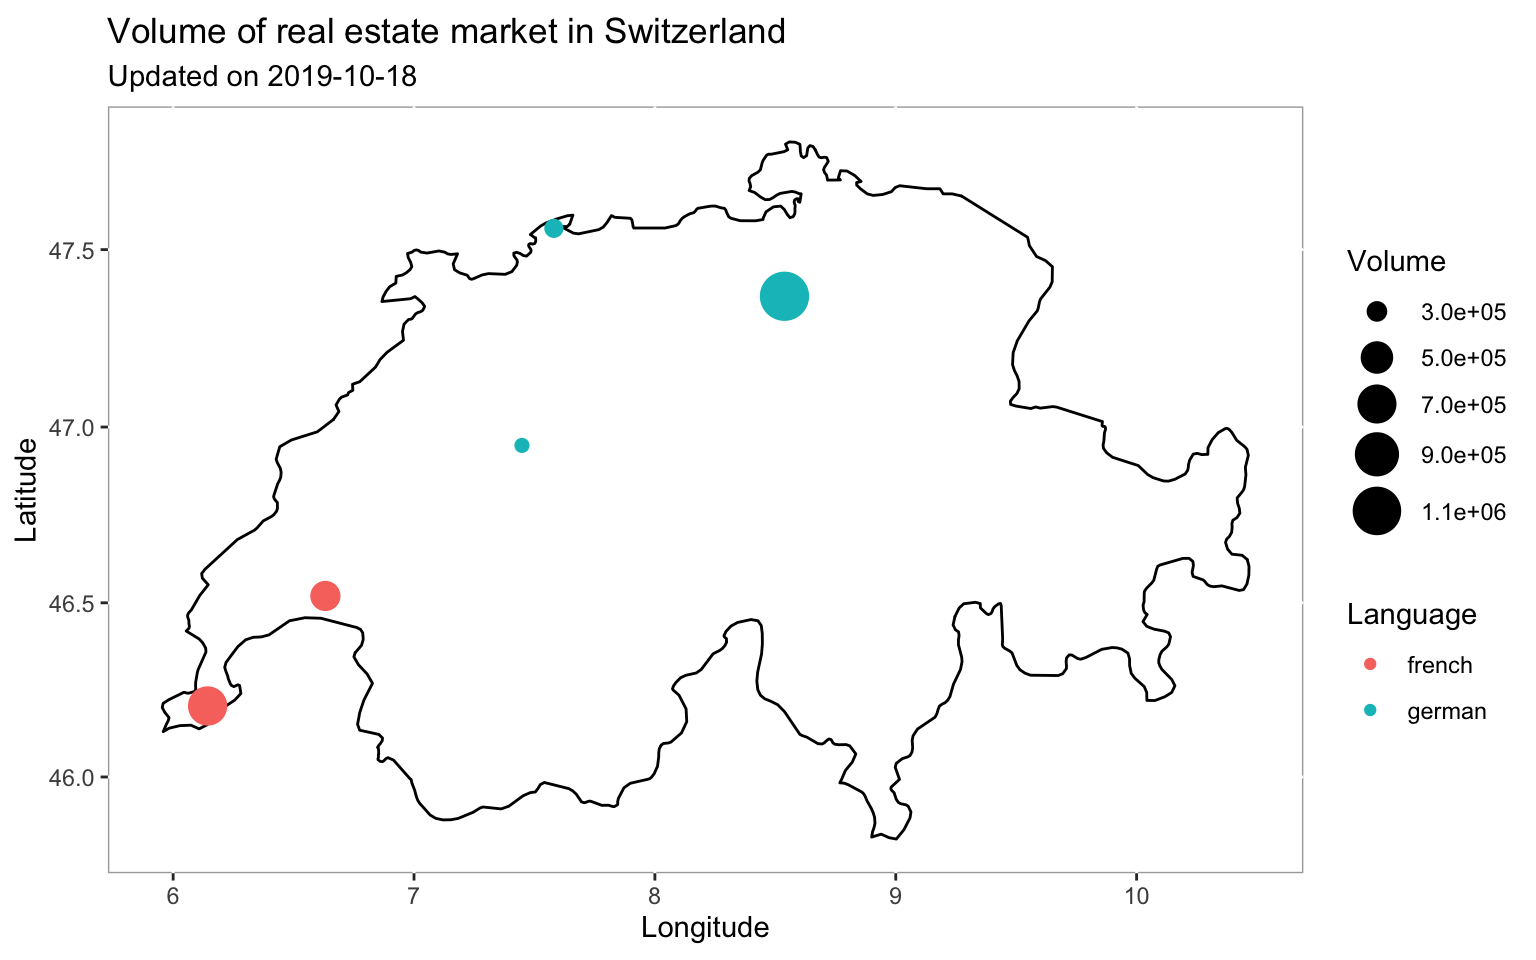 Volume of real estate market in Switzerland
Updated on 2019-10-18
Latitude
47.5
47.0
46.5
46.0
6
7
8
9
10
Longitude
Volume
3.0e+05
5.0e+05
7.0e+05
9.0e+05
1.1e+06
Language
french
german